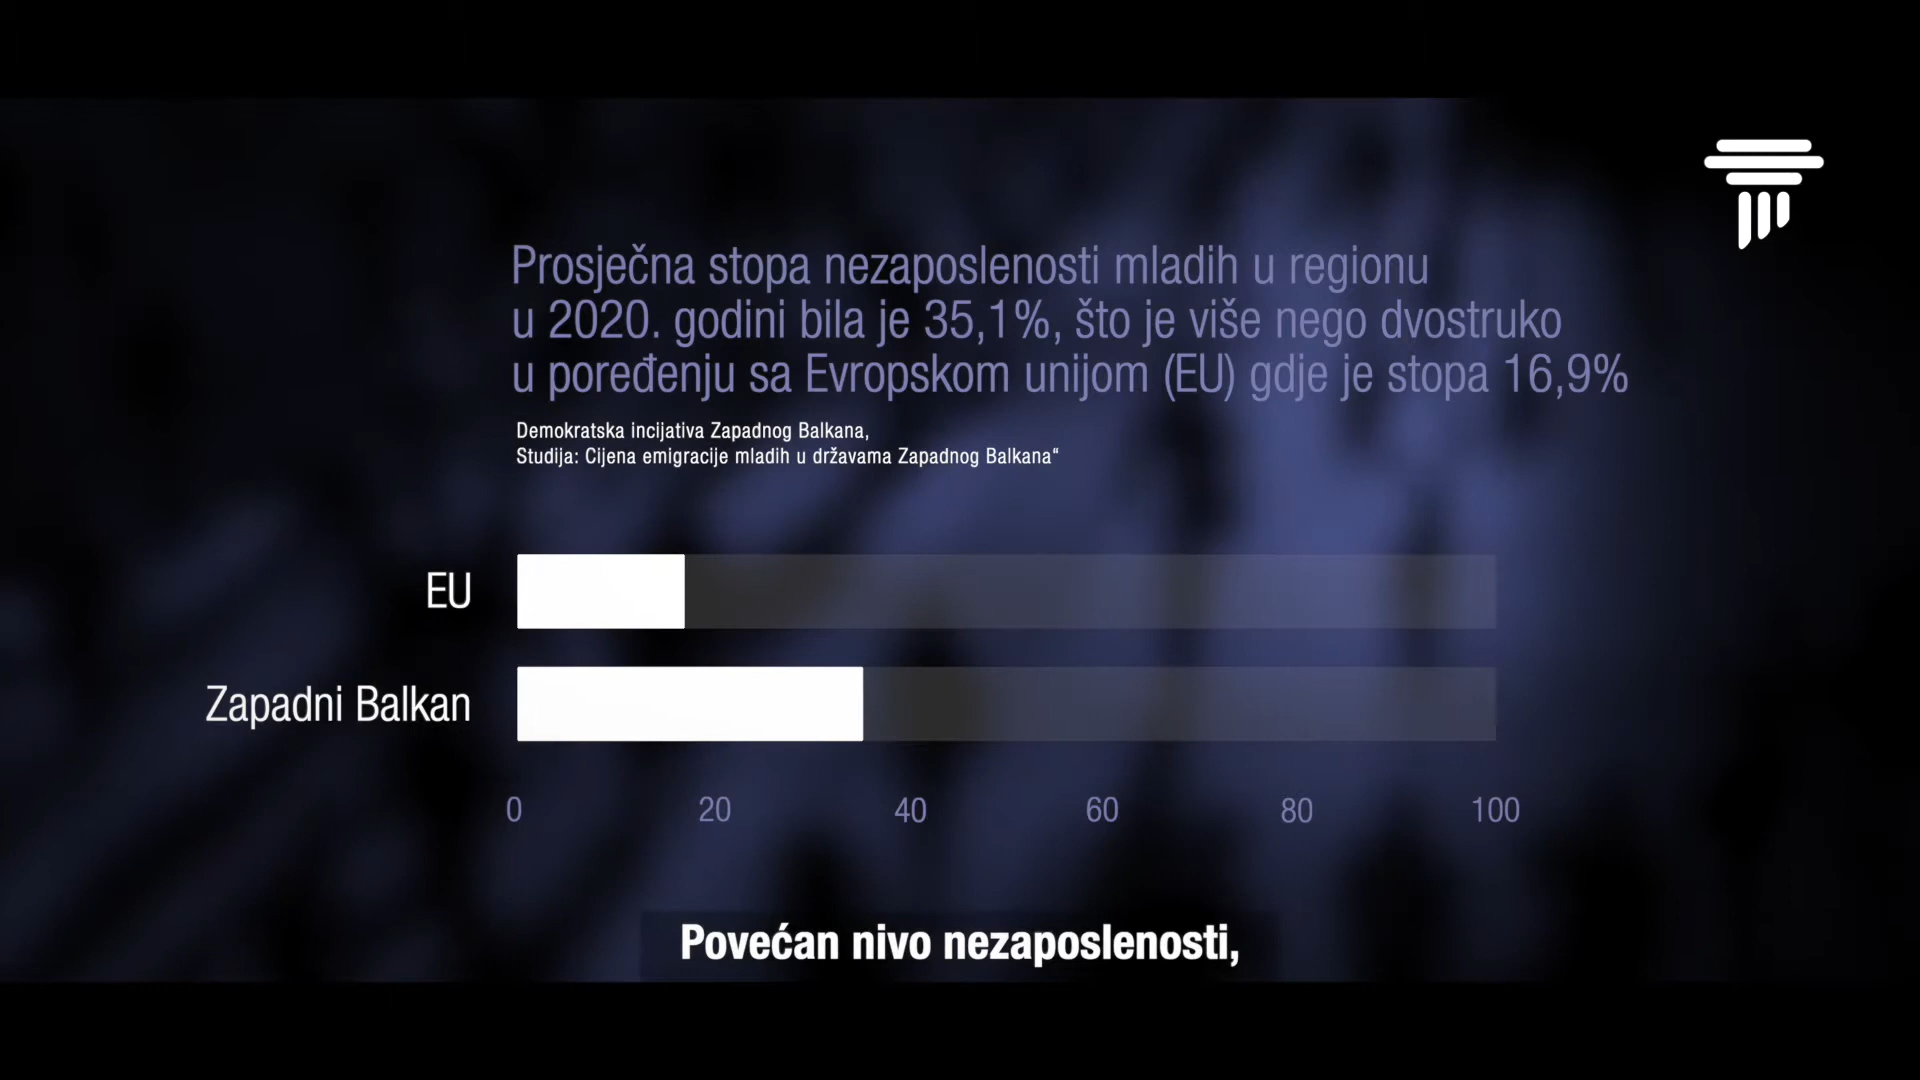 Prosječna stopa nezaposlenosti mladih u regionu
u 2020. godini bila je 35,1%, što je više nego dvostruko
u poređenju sa Evropskom unijom (EU) gdje je stopa 16,9%
Demokratska incijativa Zapadnog Balkana,
Studija: Cijena emigracije mladih u državama Zapadnog Balkana“
EU
Zapadni Balkan
0 20 40 60 80 100
Povećan nivo nezaposlenosti,